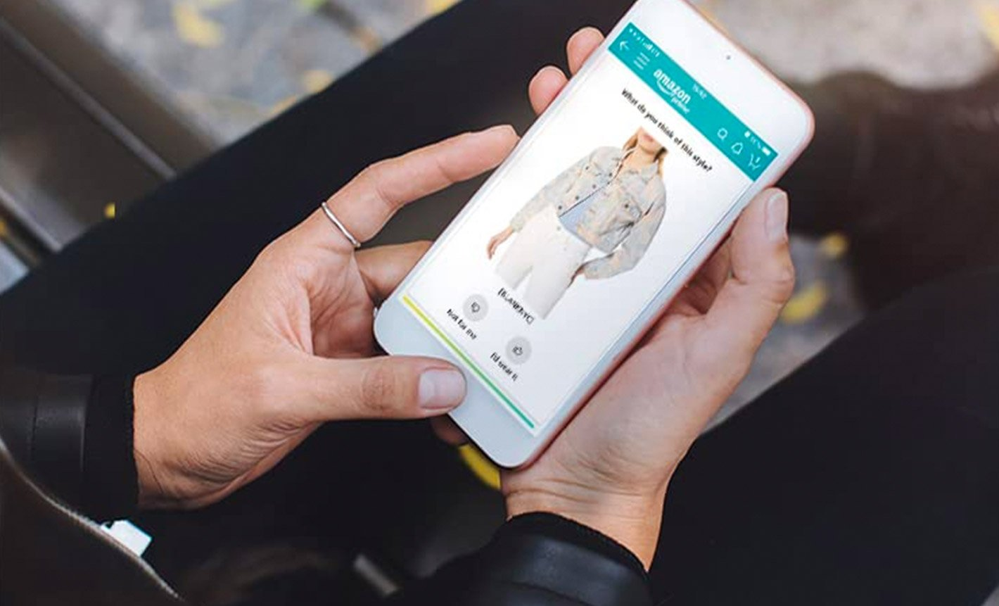 amazon
prime
What do you think of this style?
[BLANKNYC]
Not for me
I'd wear it